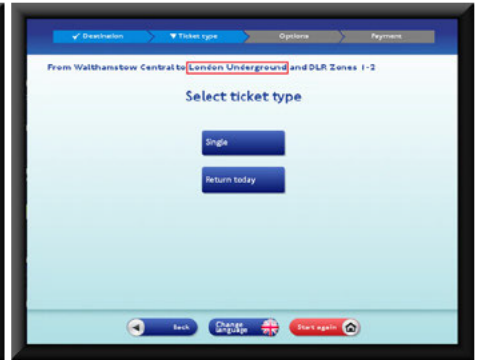 Destination Ticket type Options Payment
From Walthamstow Central to London Underground and DLR Zones 1-2
Select ticket type
Single
Return today
Back Change language Start again